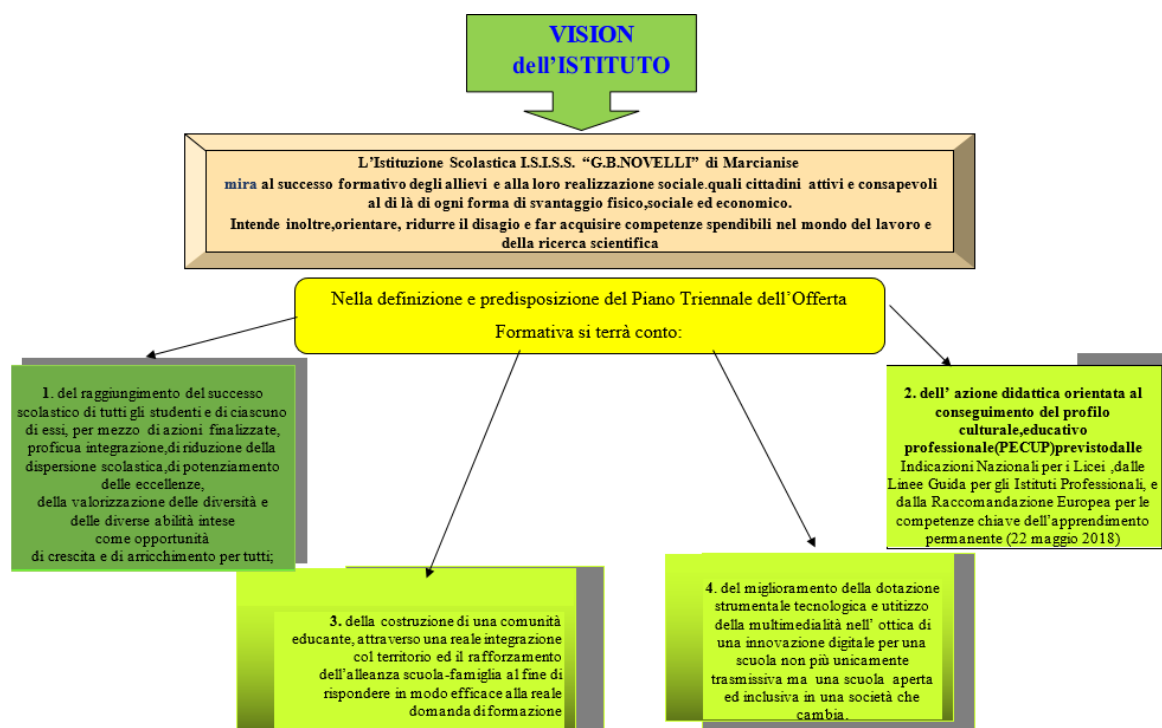 VISION
dell’ISTITUTO
L’Istituzione Scolastica I.S.I.S.S. “G.B.NOVELLI” di Marcianise
mira al successo formativo degli allievi e alla loro realizzazione sociale.quali cittadini attivi e consapevoli
al di là di ogni forma di svantaggio fisico,sociale ed economico.
Intende inoltre,orientare, ridurre il disagio e far acquisire competenze spendibili nel mondo del lavoro e
della ricerca scientifica
Nella definizione e predisposizione del Piano Triennale dell’Offerta
Formativa si terrà conto:
1. del raggiungimento del successo
scolastico di tutti gli studenti e di ciascuno
di essi, per mezzo di azioni finalizzate,
proficua integrazione,di riduzione della
dispersione scolastica,di potenziamento
delle eccellenze,
della valorizzazione delle diversità e
delle diverse abilità intese
come opportunità
di crescita e di arricchimento per tutti;
2. dell’ azione didattica orientata al
conseguimento del profilo
culturale,educativo
professionale(PECUP)previstodalle
Indicazioni Nazionali per i Licei ,dalle
Linee Guida per gli Istituti Professionali, e
dalla Raccomandazione Europea per le
competenze chiave dell’apprendimento
permanente (22 maggio 2018)
3. della costruzione di una comunità
educante, attraverso una reale integrazione
col territorio ed il rafforzamento
dell’alleanza scuola-famiglia al fine di
rispondere in modo efficace alla reale
domanda di formazione
4. del miglioramento della dotazione
strumentale tecnologica e utitizzo
della multimedialità nell’ ottica di
una innovazione digitale per una
scuola non più unicamente
trasmissiva ma una scuola aperta
ed inclusiva in una società che
cambia.